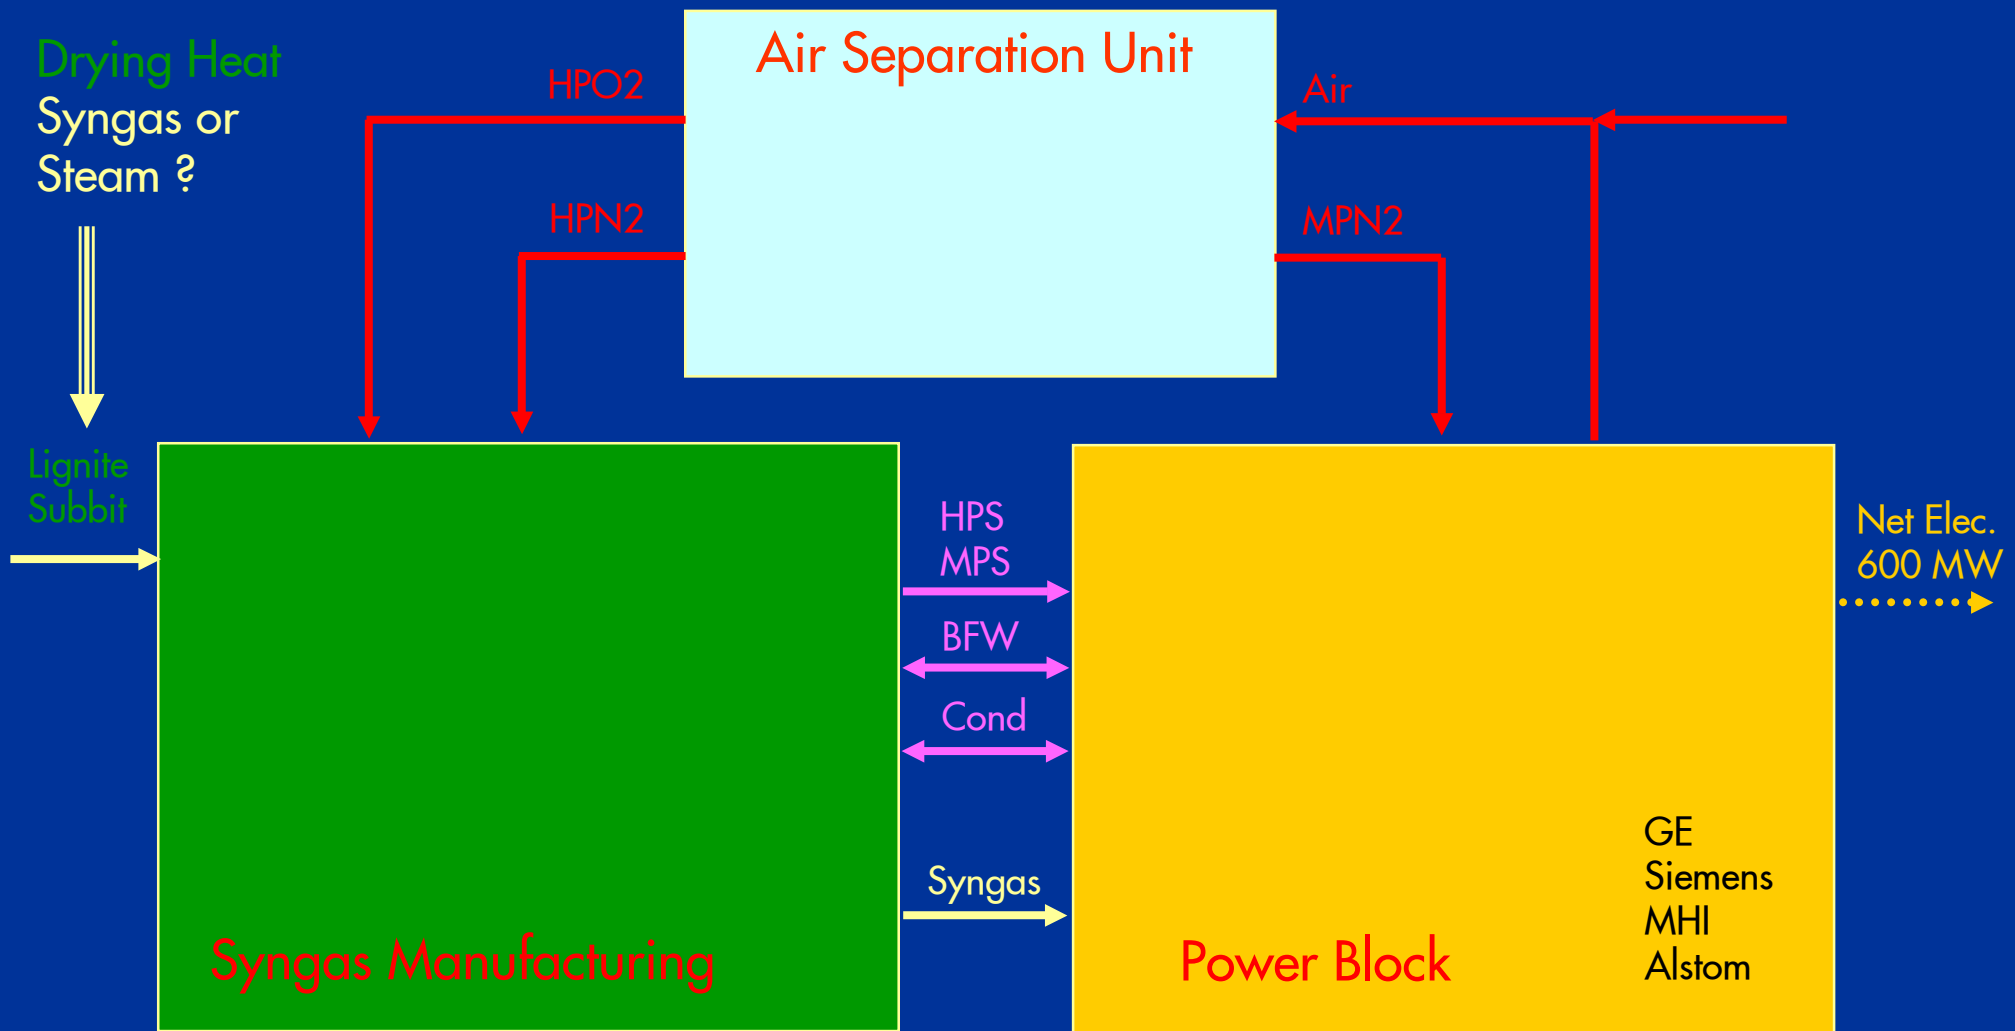 Drying Heat
Syngas or
Steam ?
Air Separation Unit
HPO2
Air
HPN2
MPN2
Lignite
Subbit
HPS
MPS
BFW
Cond
Syngas
Net Elec.
600 MW
GE
Siemens
MHI
Alstom
Syngas Manufacturing
Power Block